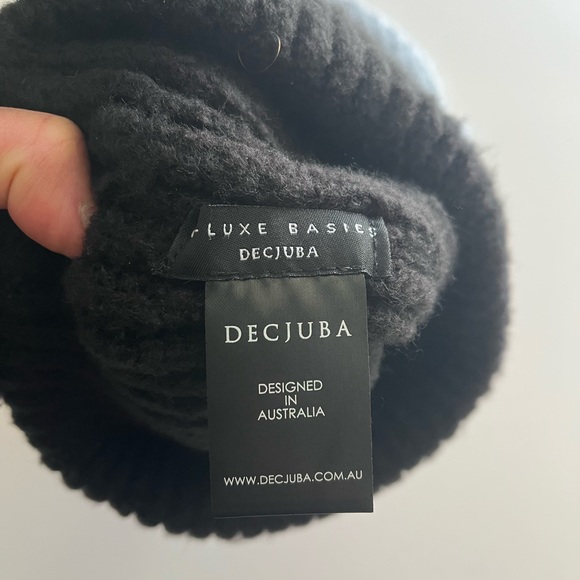 LUXE BASICS
DECJUBA
DECJUBA
DESIGNED
IN
AUSTRALIA
WWW.DECJUBA.COM.AU